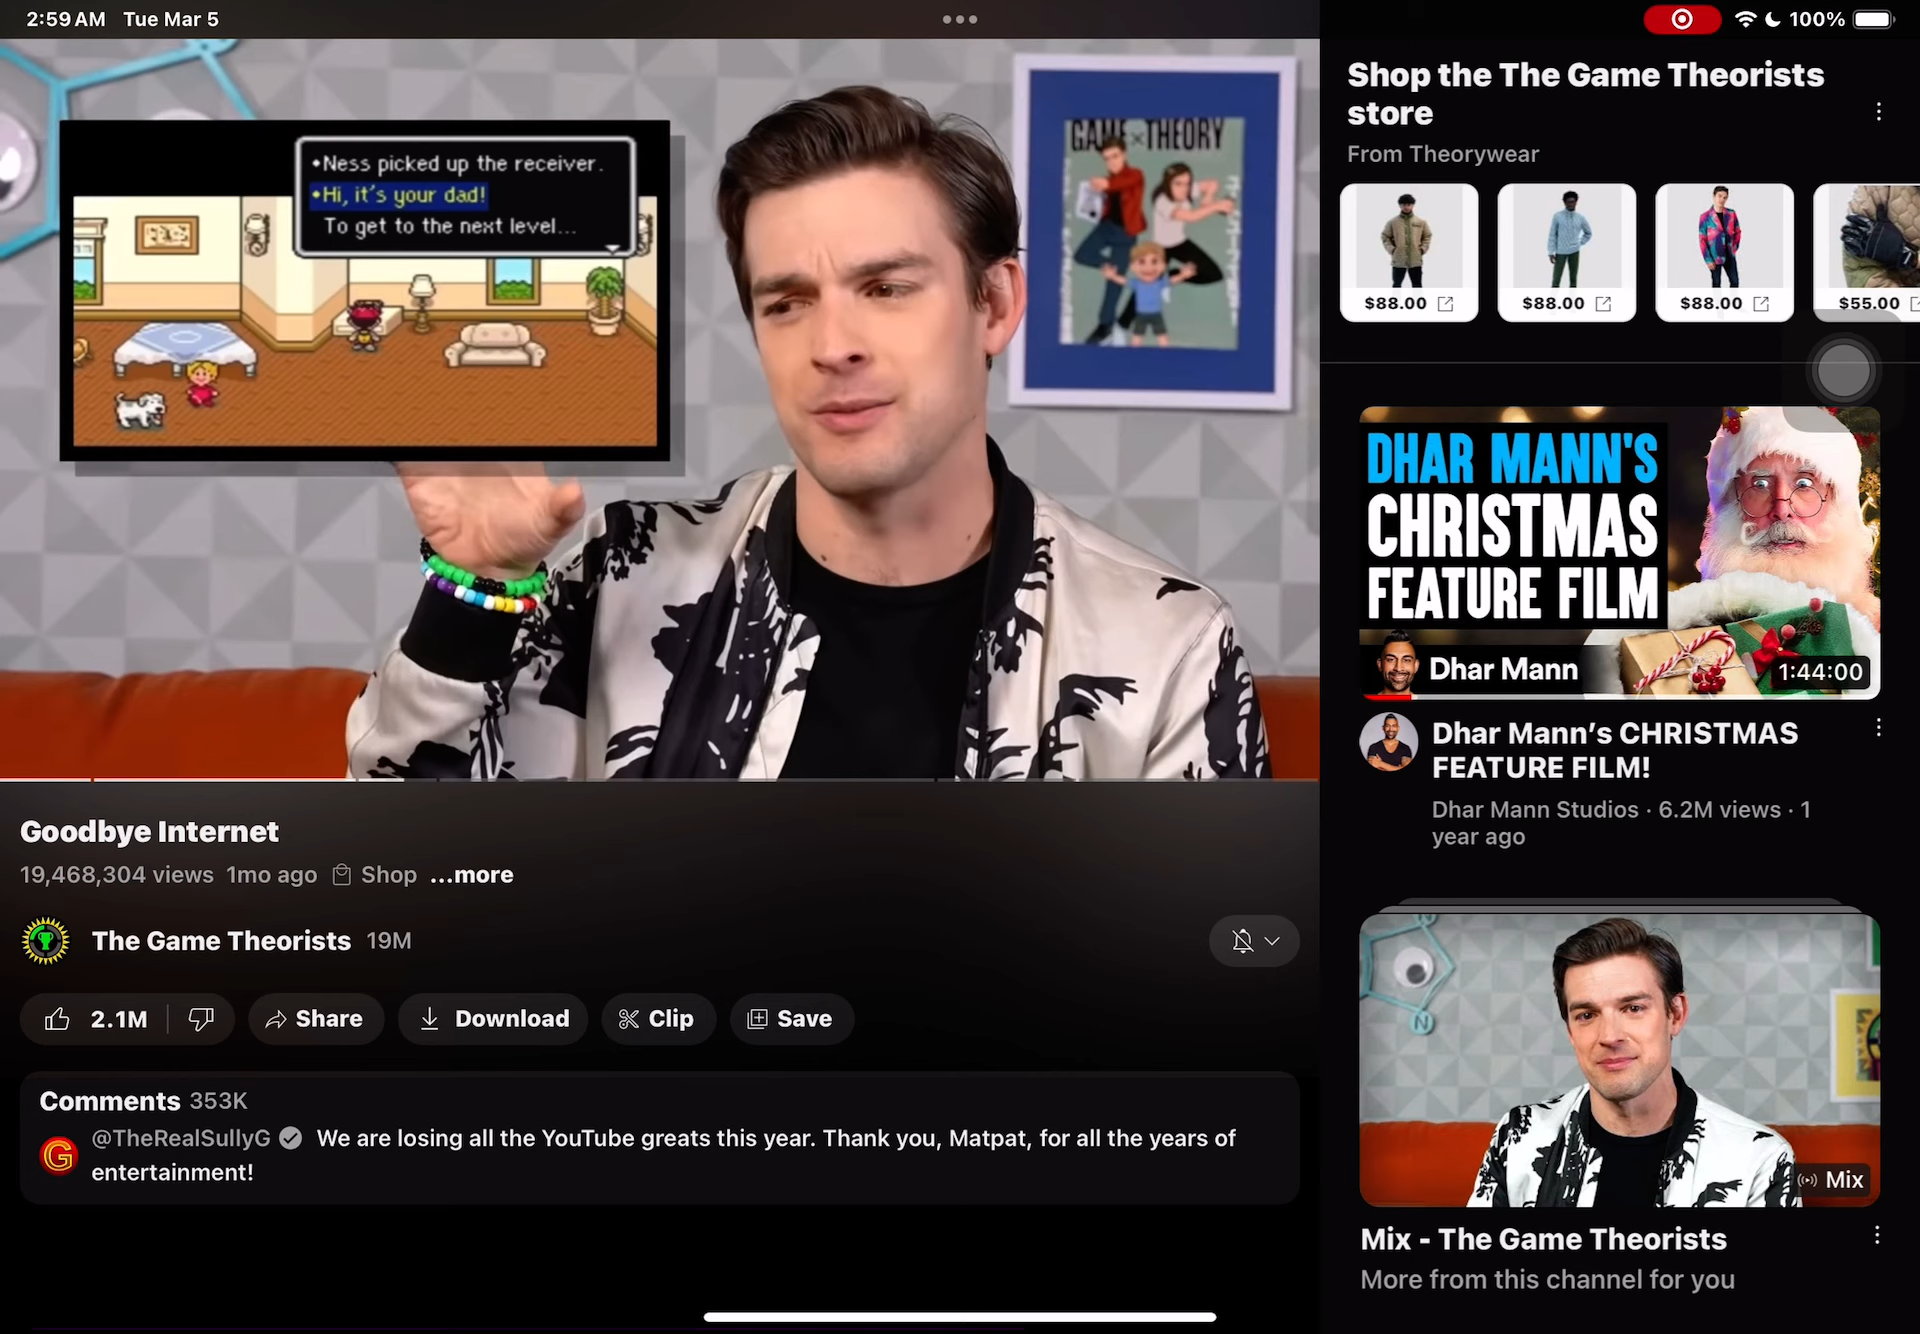 2:59 AM Tue Mar 5
100%
•Ness picked up the receiver.
•Hi, it's your dad!
To get to the next level...
GAME THEORY
Goodbye Internet
19,468,304 views 1mo ago Shop ...more
The Game Theorists 19M
2.1M
Share
Download
Clip
Save
Comments 353K
@TheRealSullyG We are losing all the YouTube greats this year. Thank you, Matpat, for all the years of
entertainment!
Shop the The Game Theorists
store
From Theorywear
$88.00
$88.00
$88.00
$55.00
DHAR MANN'S
CHRISTMAS
FEATURE FILM
Dhar Mann
1:44:00
Dhar Mann's CHRISTMAS
FEATURE FILM!
Dhar Mann Studios · 6.2M views · 1
year ago
N
Mix
Mix - The Game Theorists
More from this channel for you